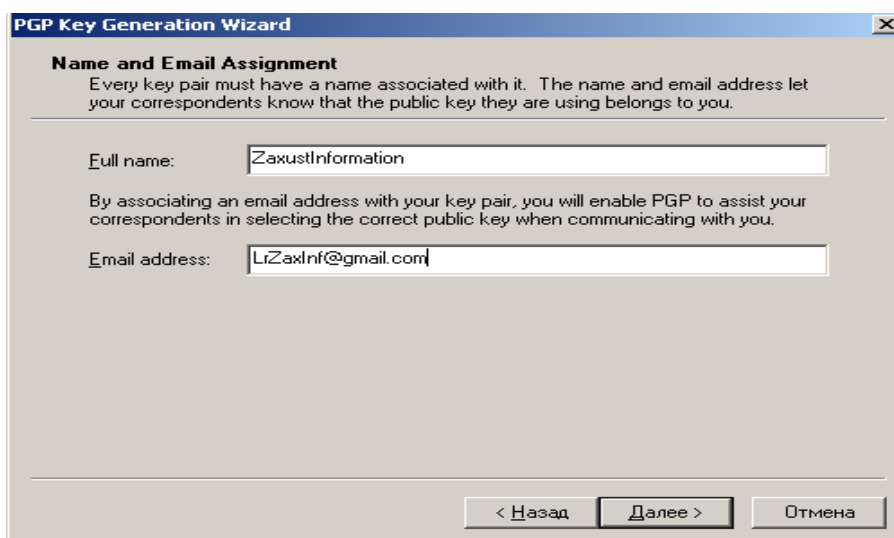 PGP Key Generation Wizard
Name and Email Assignment
Every key pair must have a name associated with it. The name and email address let
your correspondents know that the public key they are using belongs to you.
Full name: ZaxustInformation
By associating an email address with your key pair, you will enable PGP to assist your
correspondents in selecting the correct public key when communicating with you.
Email address: LrZaxInf@gmail.com
< Назад Далее > Отмена